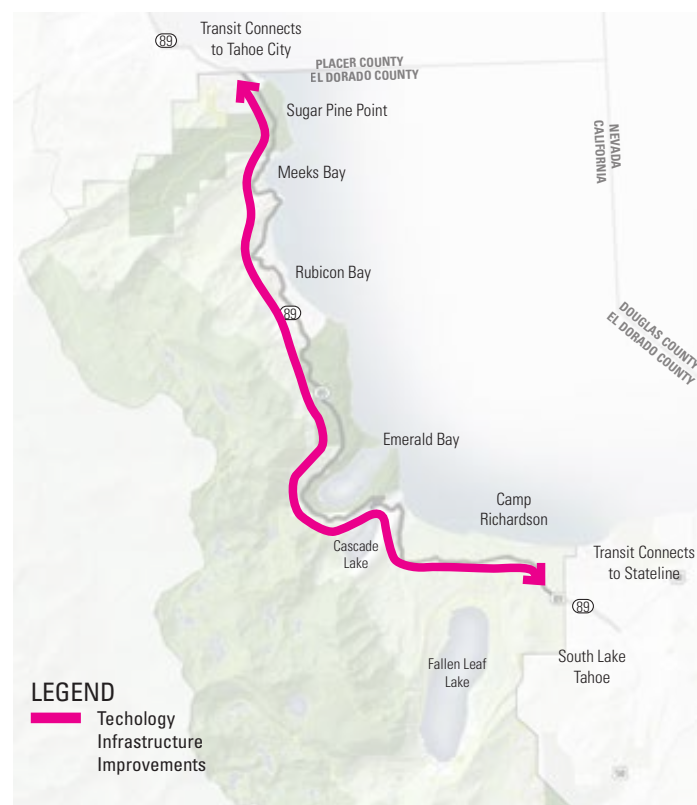 Transit Connects
to Tahoe City
89
PLACER COUNTY
EL DORADO COUNTY
Sugar Pine Point
NEVADA
CALIFORNIA
Meeks Bay
Rubicon Bay
89
DOUGLAS COUNTY
EL DORADO COUNTY
Emerald Bay
Camp
Richardson
Cascade
Lake
Transit Connects
to Stateline
89
Fallen Leaf
Lake
South Lake
Tahoe
LEGEND
Techology
Infrastructure
Improvements